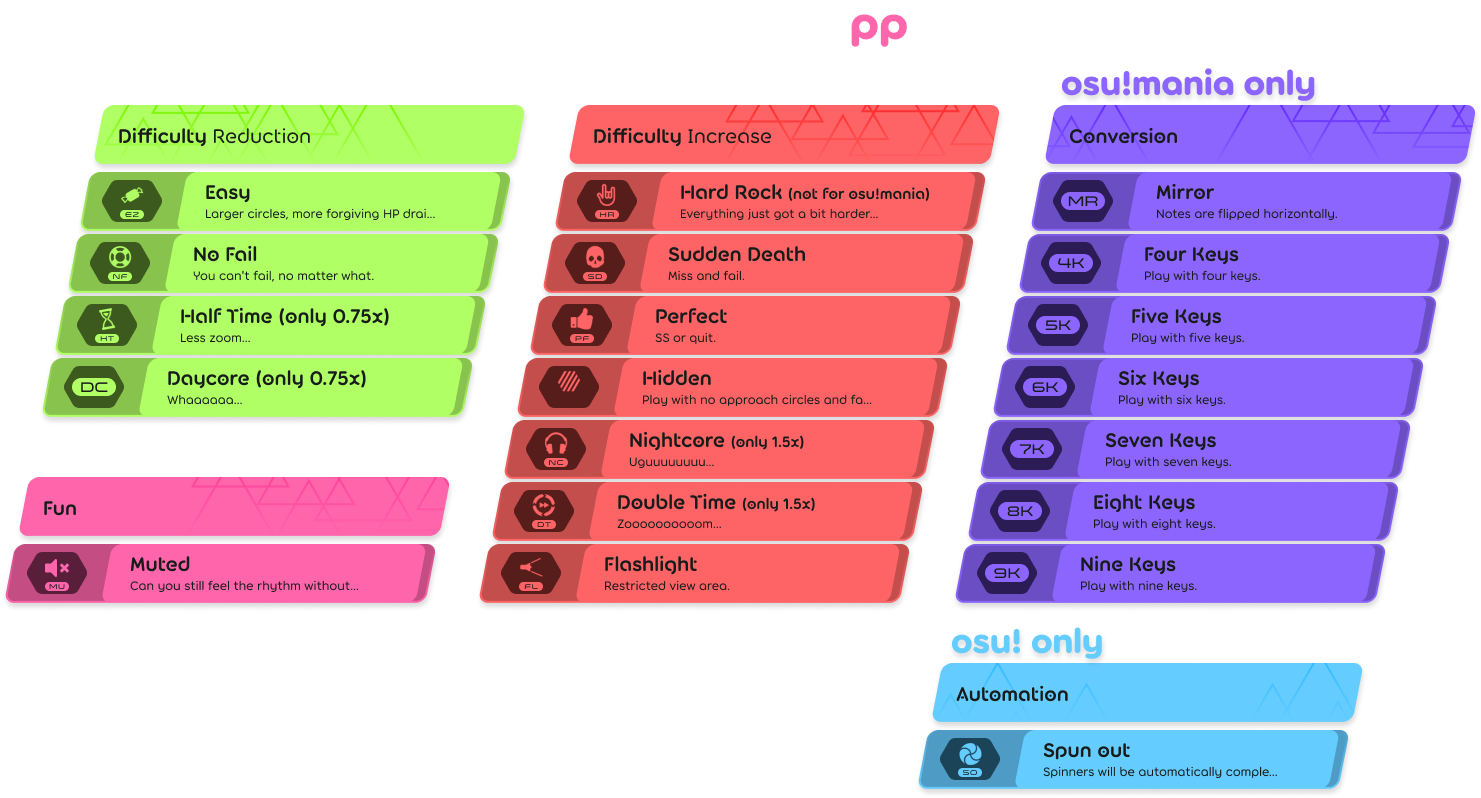 pp
Difficulty Reduction
EZ
Easy
Larger circles, more forgiving HP drai...
NF
No Fail
You can't fail, no matter what.
HT
Half Time (only 0.75x)
Less zoom...
DC
Daycore (only 0.75x)
Whaaaaaa...
Fun
MU
Muted
Can you still feel the rhythm without...
Difficulty Increase
HR
Hard Rock (not for osu!mania)
Everything just got a bit harder...
SD
Sudden Death
Miss and fail.
PF
Perfect
SS or quit.
Hidden
Play with no approach circles and fa...
NC
Nightcore (only 1.5x)
Uguuuuuuuu...
DT
Double Time (only 1.5x)
Zoooooooooom...
FL
Flashlight
Restricted view area.
osu!mania only
Conversion
MR
Mirror
Notes are flipped horizontally.
4K
Four Keys
Play with four keys.
5K
Five Keys
Play with five keys.
6K
Six Keys
Play with six keys.
7K
Seven Keys
Play with seven keys.
8K
Eight Keys
Play with eight keys.
9K
Nine Keys
Play with nine keys.
osu! only
Automation
SO
Spun out
Spinners will be automatically comple...